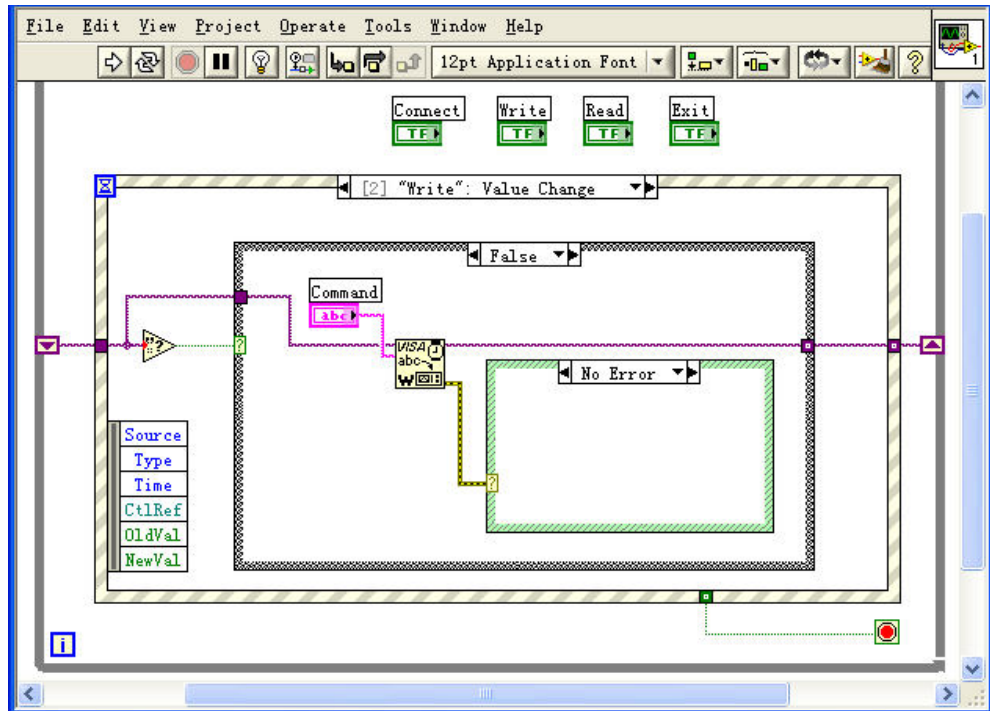 File Edit View Project Operate Tools Window Help
12pt Application Font
1
Connect Write Read Exit
TF TF TF TF
[2] "Write": Value Change
False
Command
abc
?
?
VISA
abc
W
No Error
?
Source
Type
Time
CtlRef
OldVal
NewVal
i